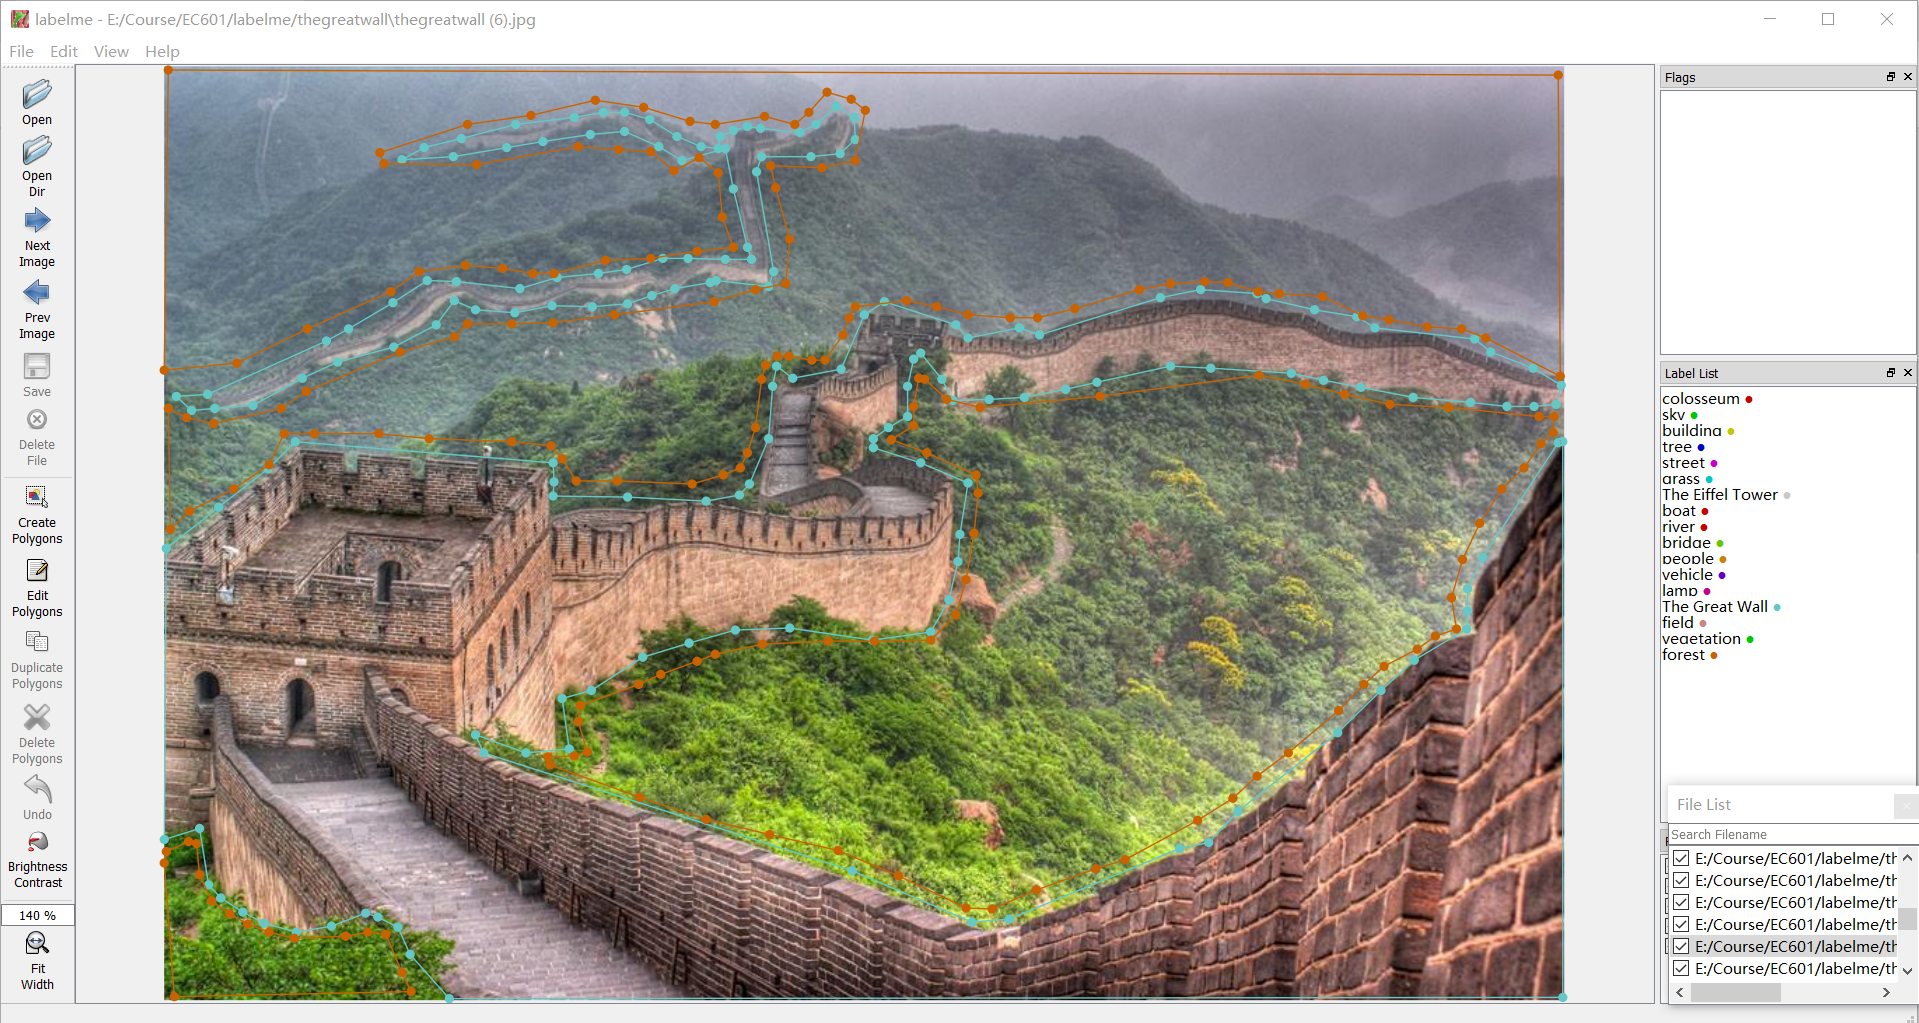 labelme - E:/Course/EC601/labelme/thegreatwall\thegreatwall (6).jpg
File Edit View Help
Open
Open
Dir
Next
Image
Prev
Image
Save
Delete
File
Create
Polygons
Edit
Polygons
Duplicate
Polygons
Delete
Polygons
Undo
Brightness
Contrast
140 %
Fit
Width
Flags
Label List
colosseum
sky
building
tree
street
grass
The Eiffel Tower
boat
river
bridge
people
vehicle
lamp
The Great Wall
field
vegetation
forest
File List
Search Filename
E:/Course/EC601/labelme/th
E:/Course/EC601/labelme/th
E:/Course/EC601/labelme/th
E:/Course/EC601/labelme/th
E:/Course/EC601/labelme/th
E:/Course/EC601/labelme/th